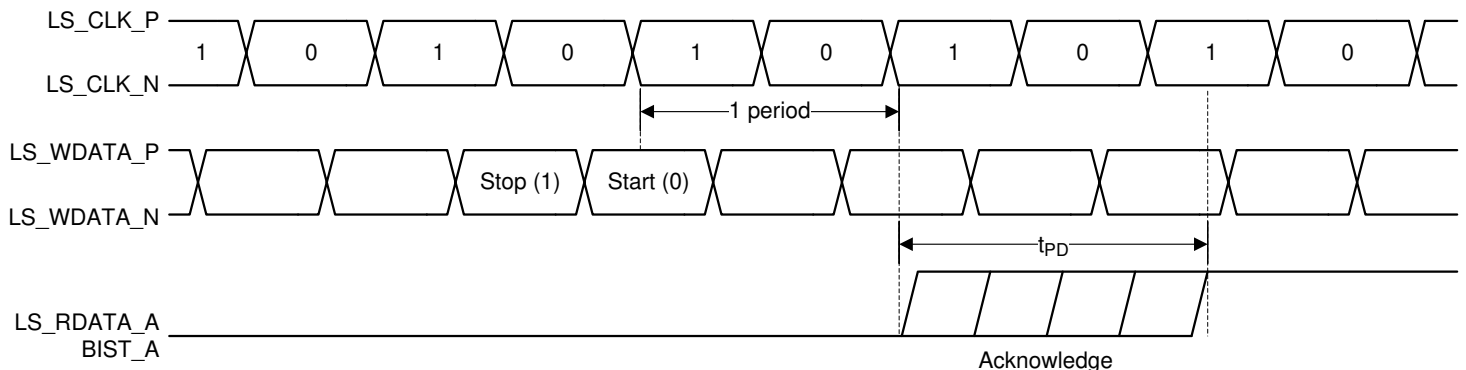 LS_CLK_P
1 0 1 0 1 0 1 0 1 0
LS_CLK_N
1 period
LS_WDATA_P
Stop (1) Start (0)
LS_WDATA_N
tPD
LS_RDATA_A
BIST_A
Acknowledge